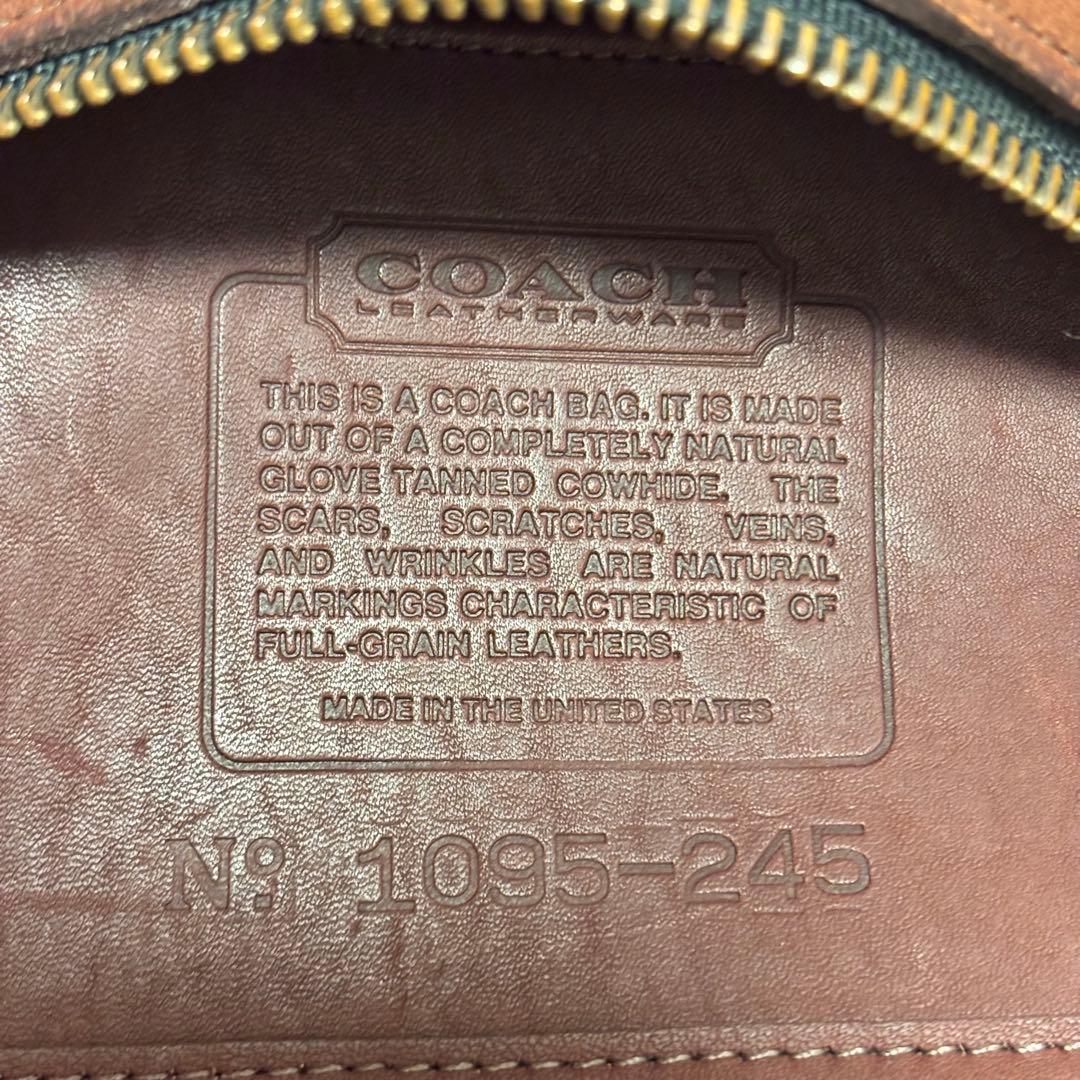 COACH
LEATHERWARE
THIS IS A COACH BAG. IT IS MADE
OUT OF A COMPLETELY NATURAL
GLOVE TANNED COWHIDE. THE
SCARS, SCRATCHES, VEINS,
AND WRINKLES ARE NATURAL
MARKINGS CHARACTERISTIC OF
FULL-GRAIN LEATHERS.
MADE IN THE UNITED STATES
Nº 1095-245